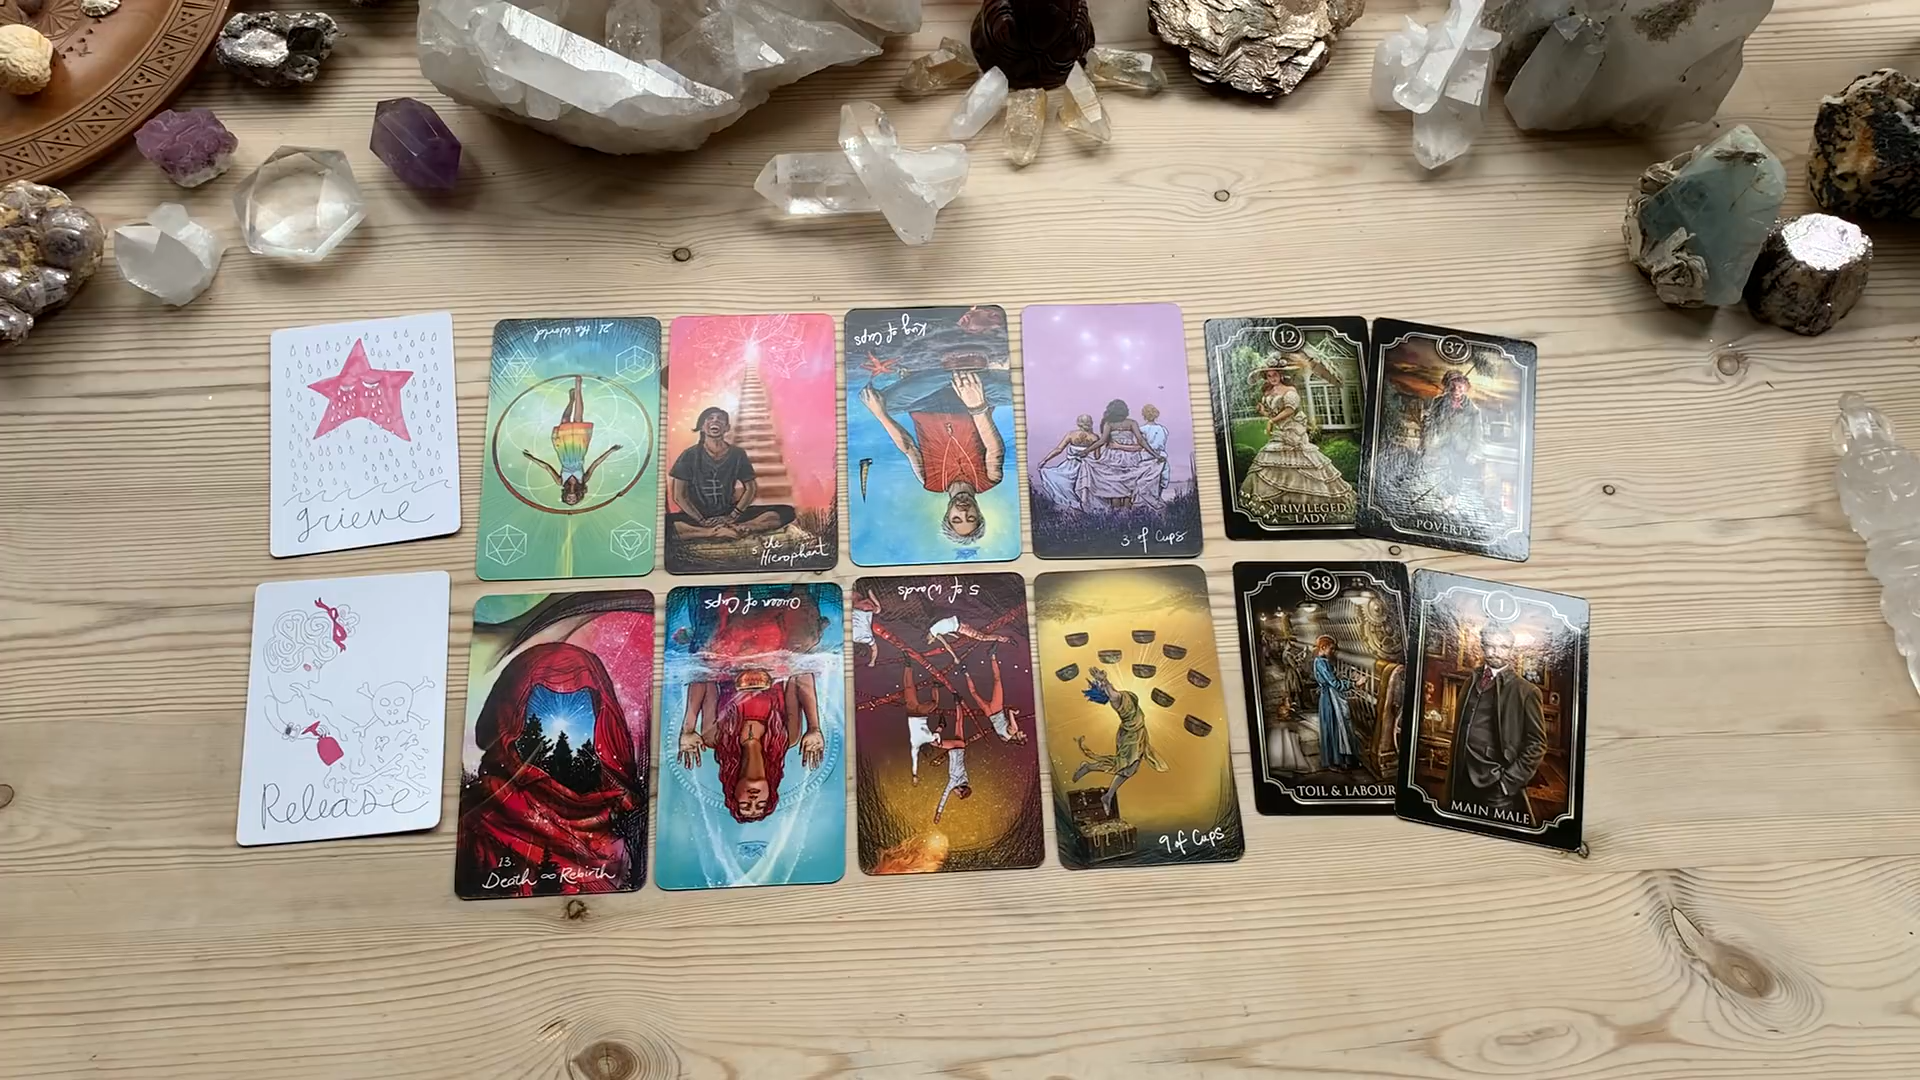 grieve
21. the World
5 the
Hierophant
King of Cups
3 of Cups
12
PRIVILEGED
LADY
37
POVERTY
Release
13.
Death ∞ Rebirth
Queen of Cups
5 of Wands
9 of Cups
38
TOIL & LABOUR
1
MAIN MALE